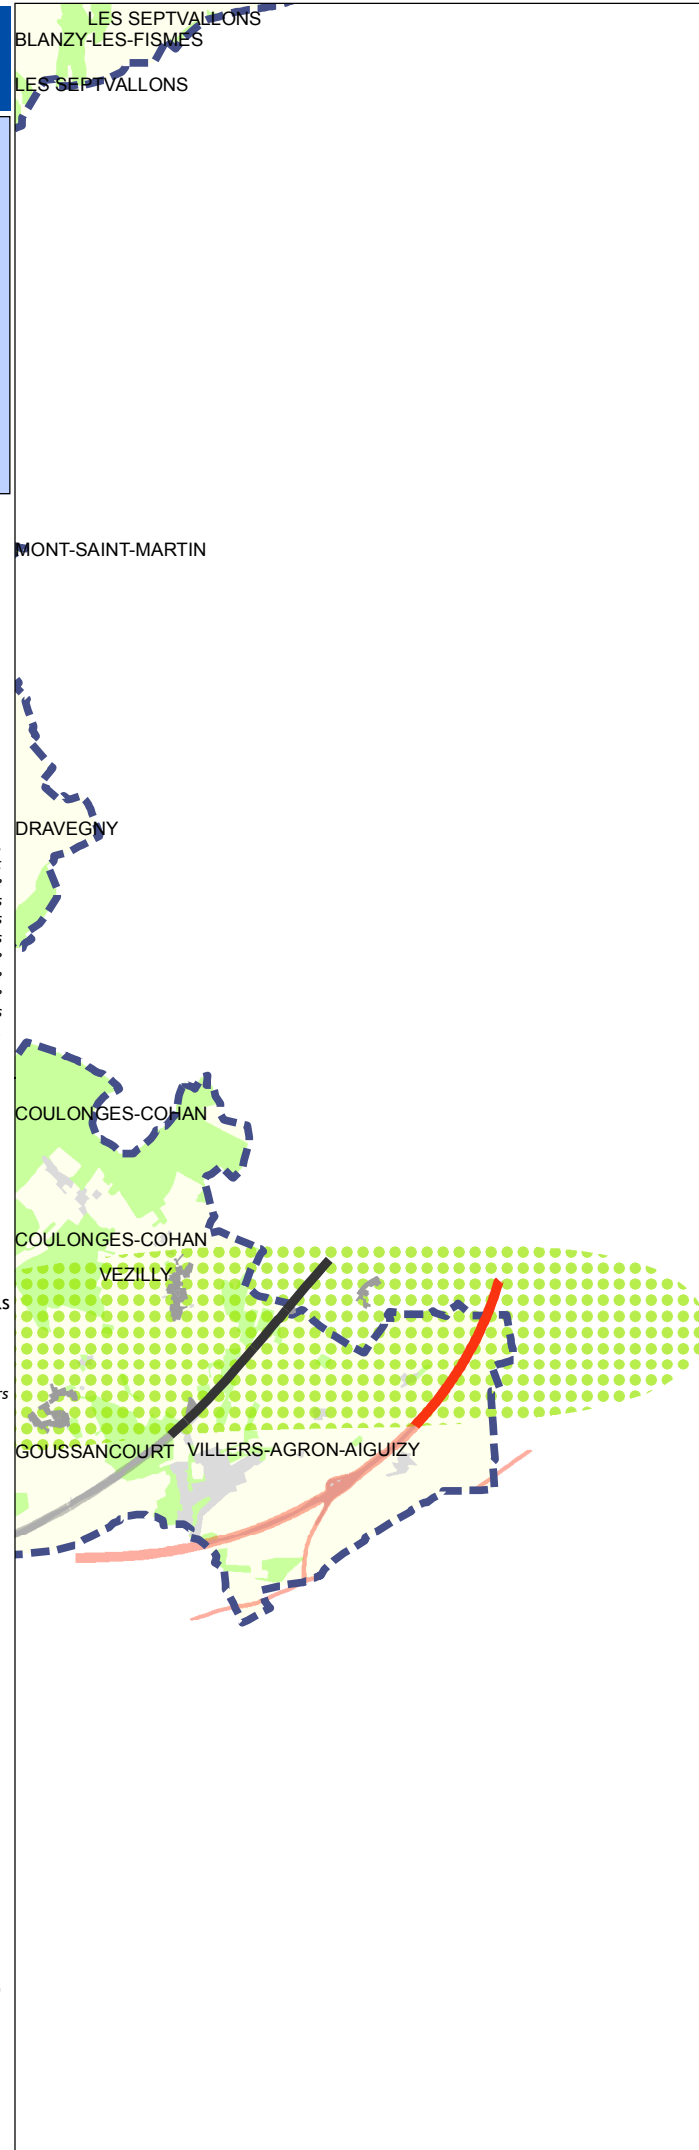 LES SEPTVALLONS
BLANZY-LES-FISMES
LES SEPTVALLONS
MONT-SAINT-MARTIN
DRAVEGNY
COULONGES-COHAN
COULONGES-COHAN
VEZILLY
GOUSSANCOURT
VILLERS-AGRON-AIGUIZY